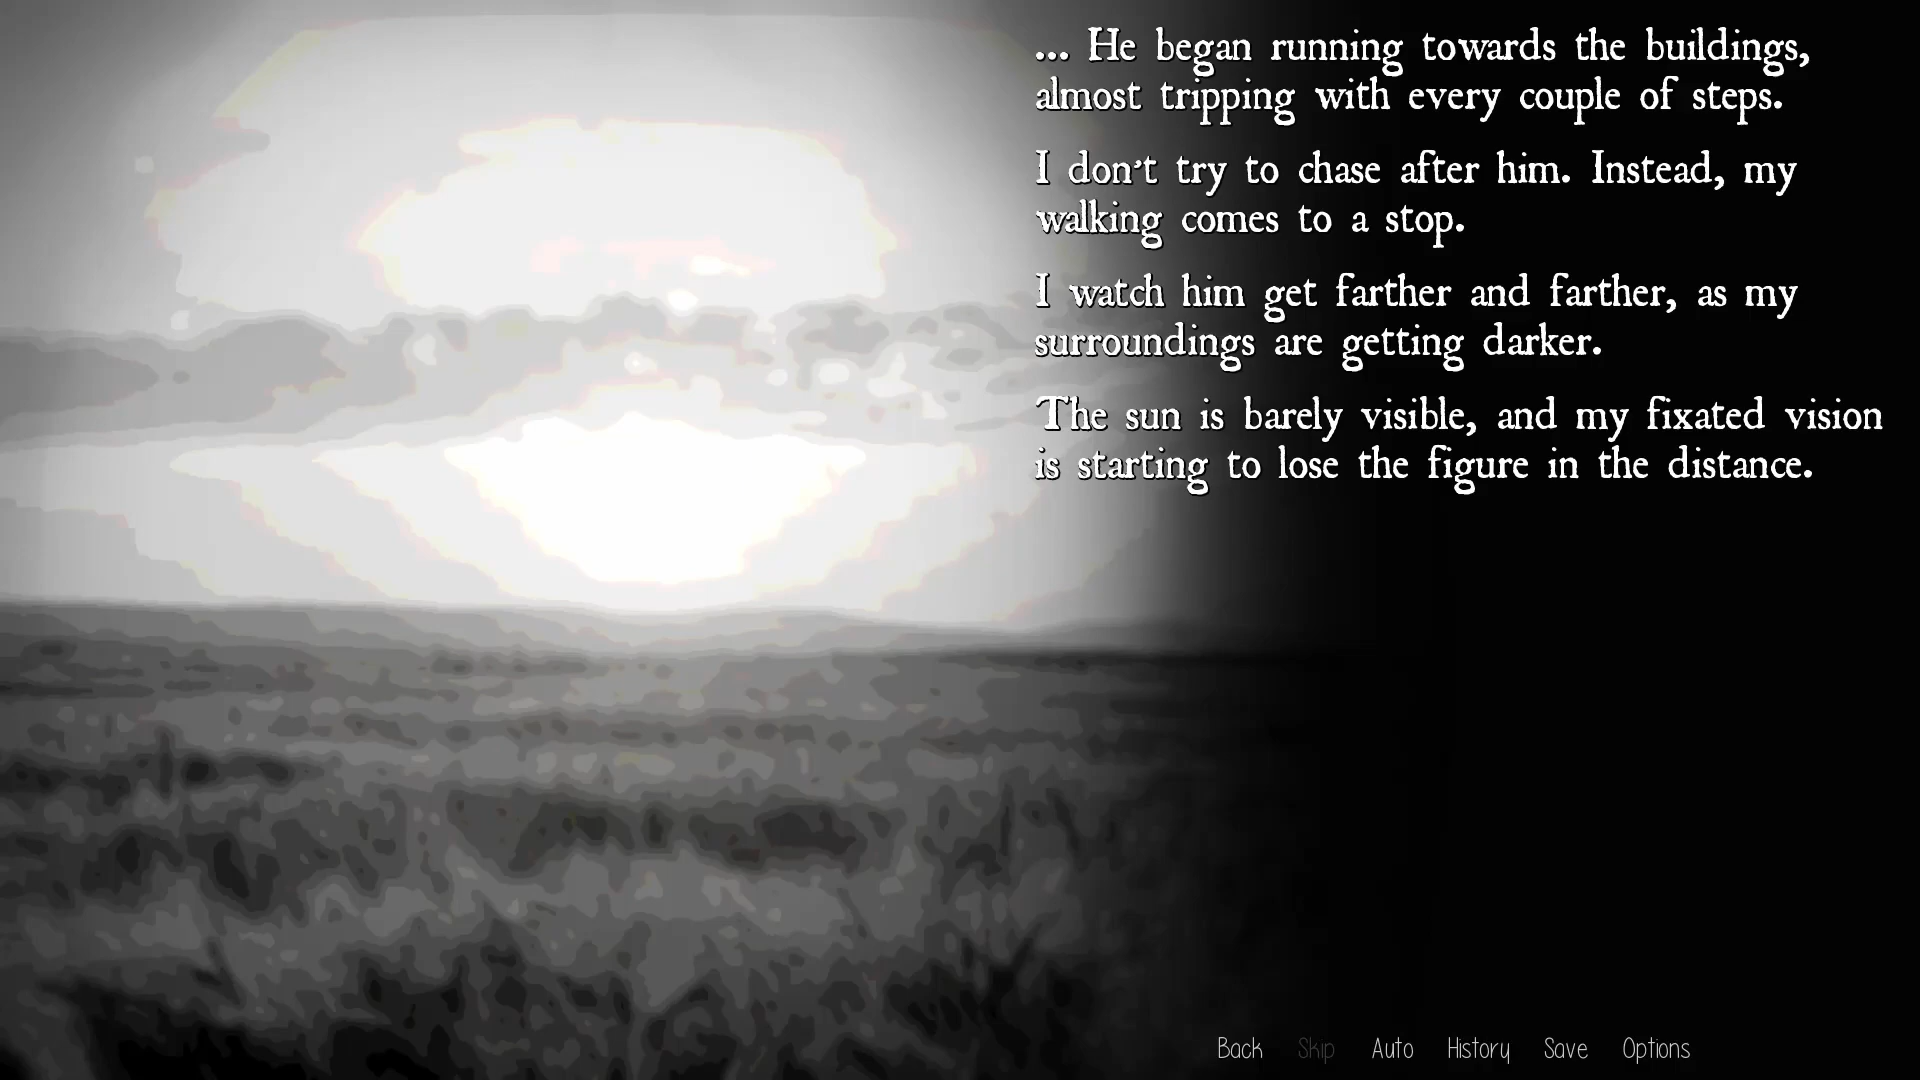 ... He began running towards the buildings,
almost tripping with every couple of steps.
I don't try to chase after him. Instead, my
walking comes to a stop.
I watch him get farther and farther, as my
surroundings are getting darker.
The sun is barely visible, and my fixated vision
is starting to lose the figure in the distance.
Back Skip Auto History Save Options